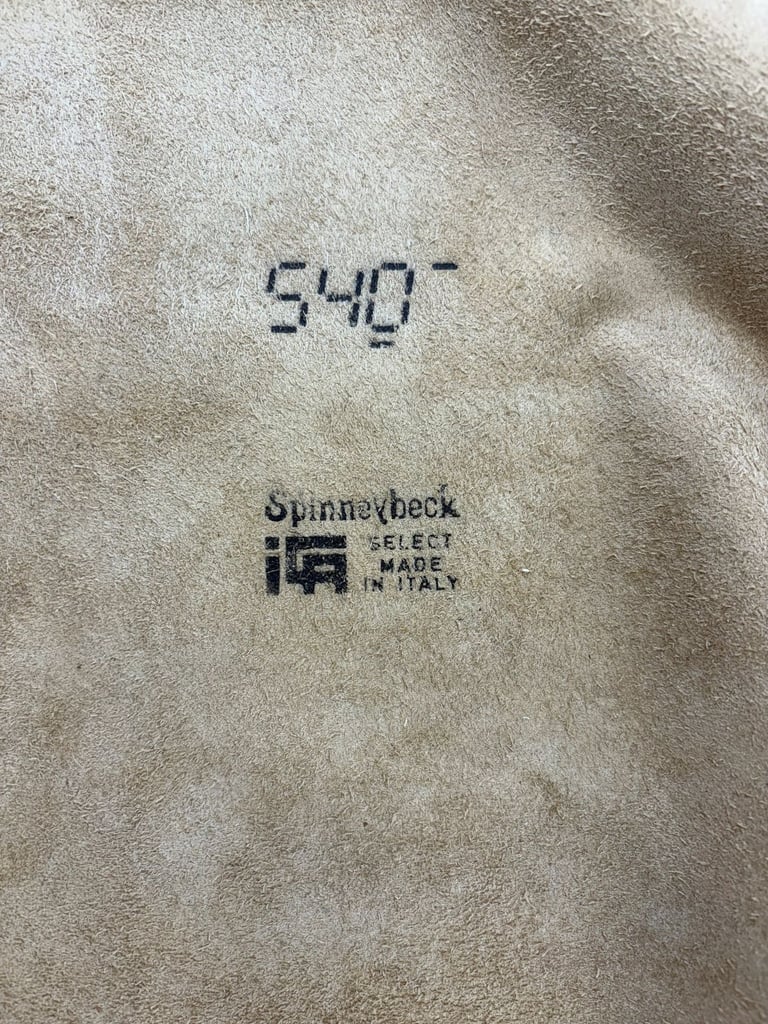 540-
Spinneybeck
ica SELECT
MADE
IN ITALY